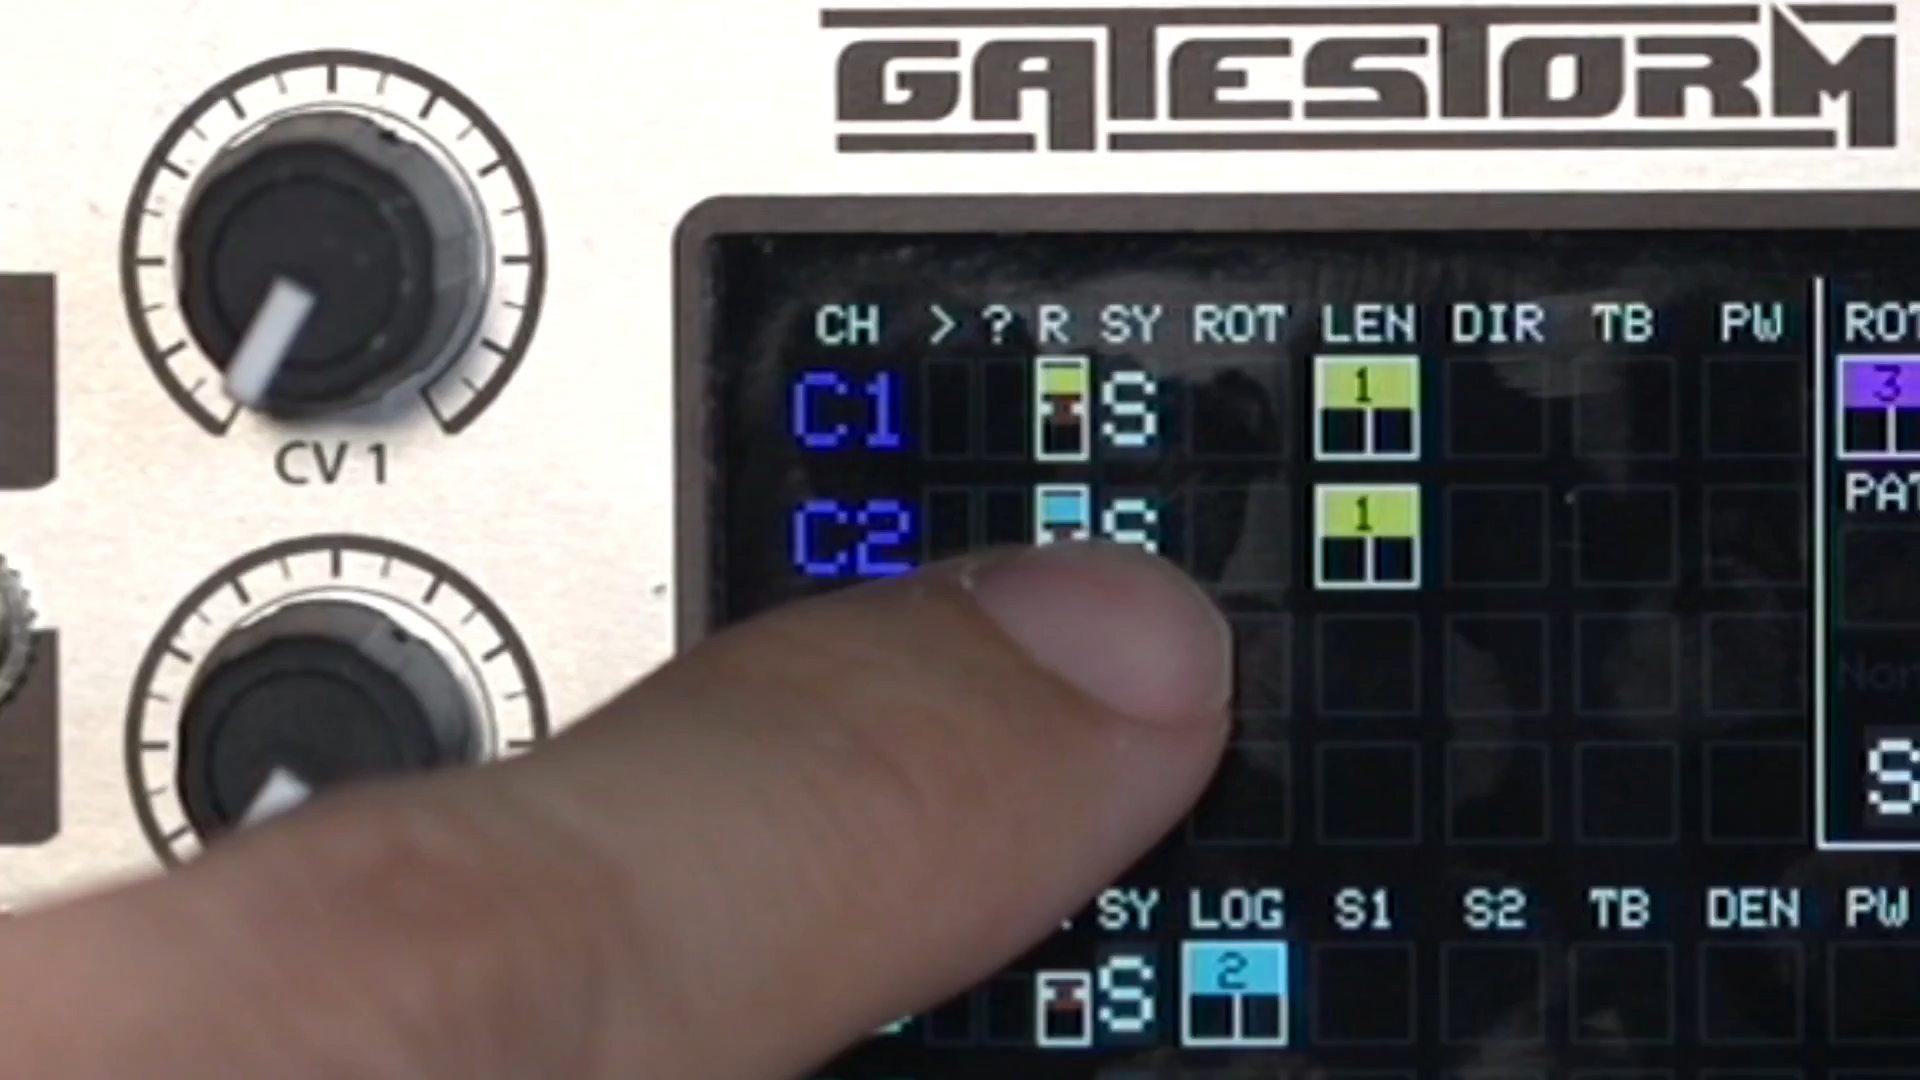 GATESTORM
CV 1
CH > ? R SY ROT LEN DIR TB PW ROT
C1 S 1 3
C2 S 1
PAT
Non
S
SY LOG S1 S2 TB DEN PW
S 2